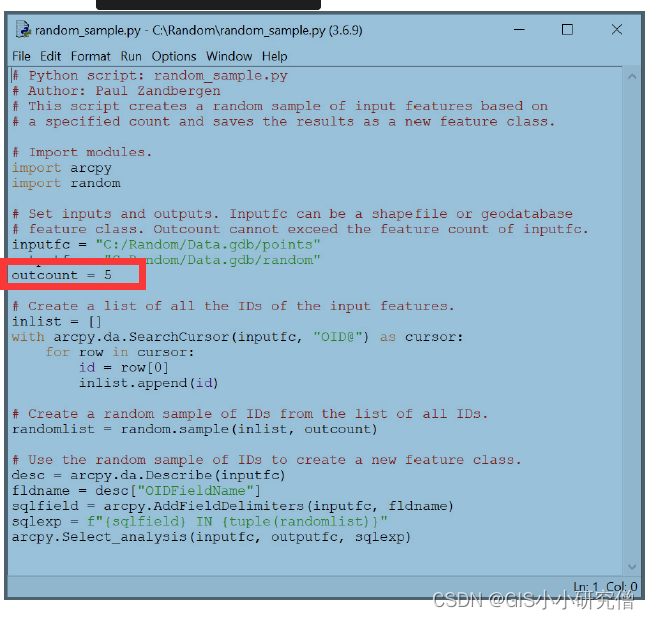 random_sample.py - C:\Random\random_sample.py (3.6.9)
File Edit Format Run Options Window Help
# Python script: random_sample.py
# Author: Paul Zandbergen
# This script creates a random sample of input features based on
# a specified count and saves the results as a new feature class.
# Import modules.
import arcpy
import random
# Set inputs and outputs. Inputfc can be a shapefile or geodatabase
# feature class. Outcount cannot exceed the feature count of inputfc.
inputfc = "C:/Random/Data.gdb/points"
Random/Data.gdb/random"
outcount = 5
# Create a list of all the IDs of the input features.
inlist = []
with arcpy.da.SearchCursor(inputfc, "OID@") as cursor:
    for row in cursor:
        id = row[0]
        inlist.append(id)
# Create a random sample of IDs from the list of all IDs.
randomlist = random.sample(inlist, outcount)
# Use the random sample of IDs to create a new feature class.
desc = arcpy.da.Describe(inputfc)
fldname = desc["OIDFieldName"]
sqlfield = arcpy.AddFieldDelimiters(inputfc, fldname)
sqlexp = f"{sqlfield} IN {tuple(randomlist)}"
arcpy.Select_analysis(inputfc, outputfc, sqlexp)
Ln: 1 Col: 0
CSDN @GIS小小研究僧